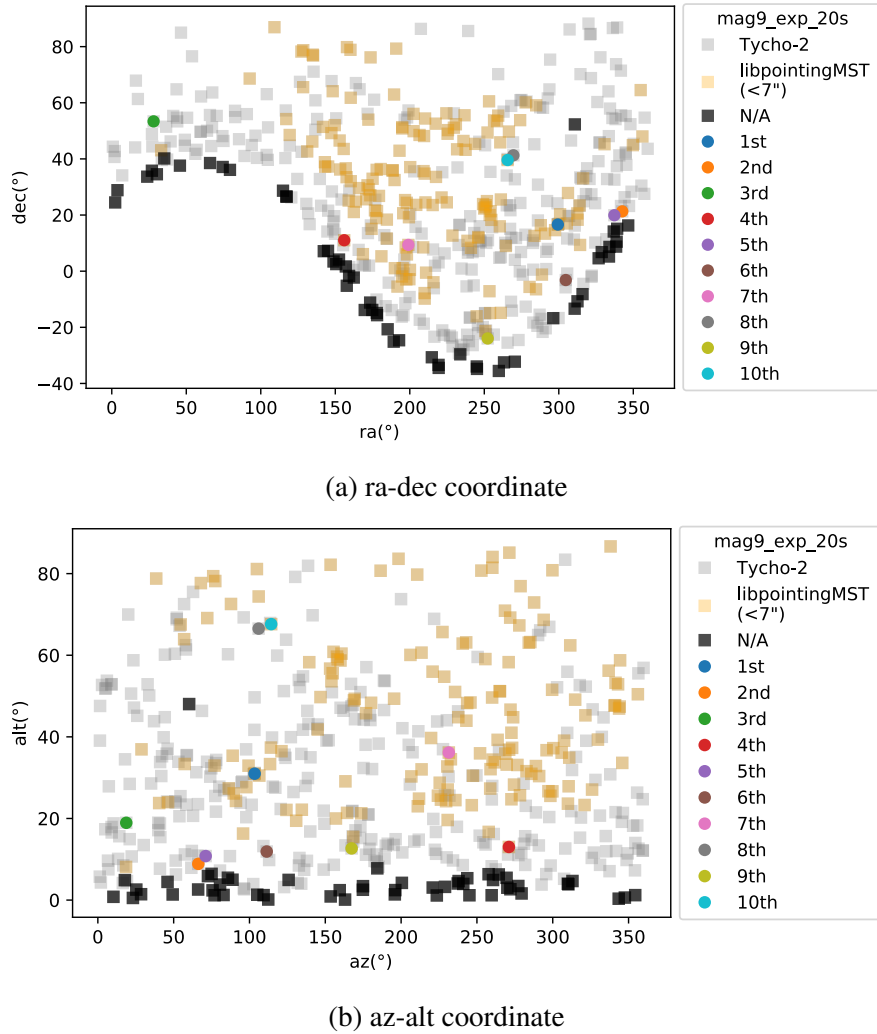 80
60
40
20
0
−20
−40
dec(°)
0
50
100
150
200
250
300
350
ra(°)
mag9_exp_20s
Tycho-2
libpointingMST
(<7")
N/A
1st
2nd
3rd
4th
5th
6th
7th
8th
9th
10th
(a) ra-dec coordinate
80
60
40
20
0
alt(°)
0
50
100
150
200
250
300
350
az(°)
mag9_exp_20s
Tycho-2
libpointingMST
(<7")
N/A
1st
2nd
3rd
4th
5th
6th
7th
8th
9th
10th
(b) az-alt coordinate